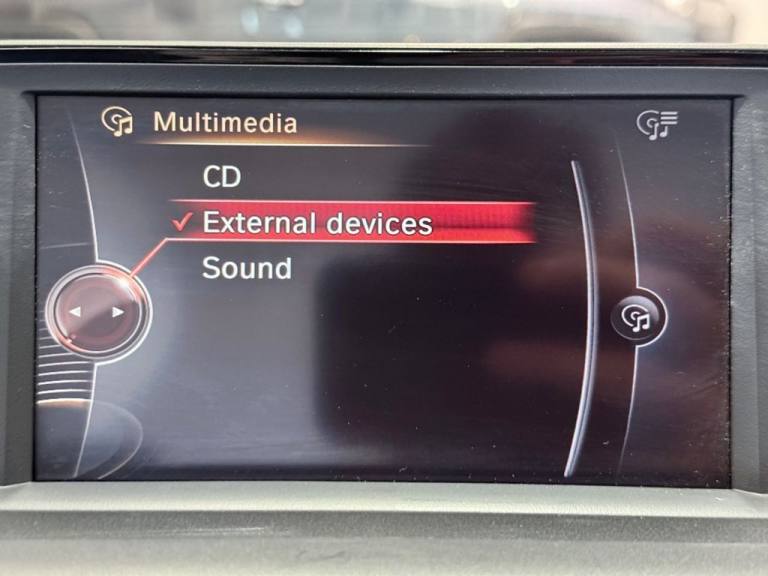 Multimedia
CD
External devices
Sound